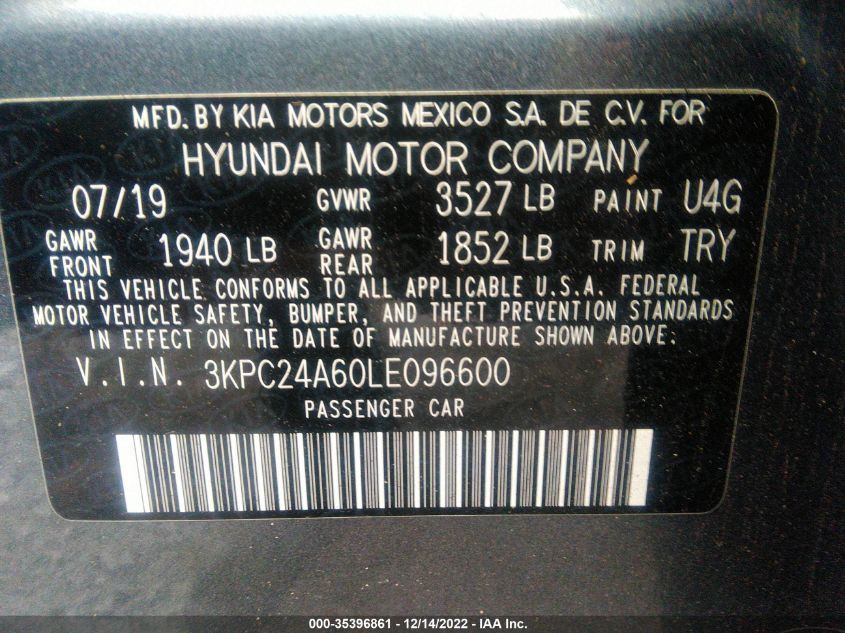 MFD. BY KIA MOTORS MEXICO S.A. DE C.V. FOR
HYUNDAI MOTOR COMPANY
07/19 GVWR 3527 LB PAINT U4G
GAWR FRONT 1940 LB GAWR REAR 1852 LB TRIM TRY
THIS VEHICLE CONFORMS TO ALL APPLICABLE U.S.A. FEDERAL
MOTOR VEHICLE SAFETY, BUMPER, AND THEFT PREVENTION STANDARDS
IN EFFECT ON THE DATE OF MANUFACTURE SHOWN ABOVE:
V.I.N. 3KPC24A60LE096600
PASSENGER CAR
000-35396861 - 12/14/2022 - IAA Inc.